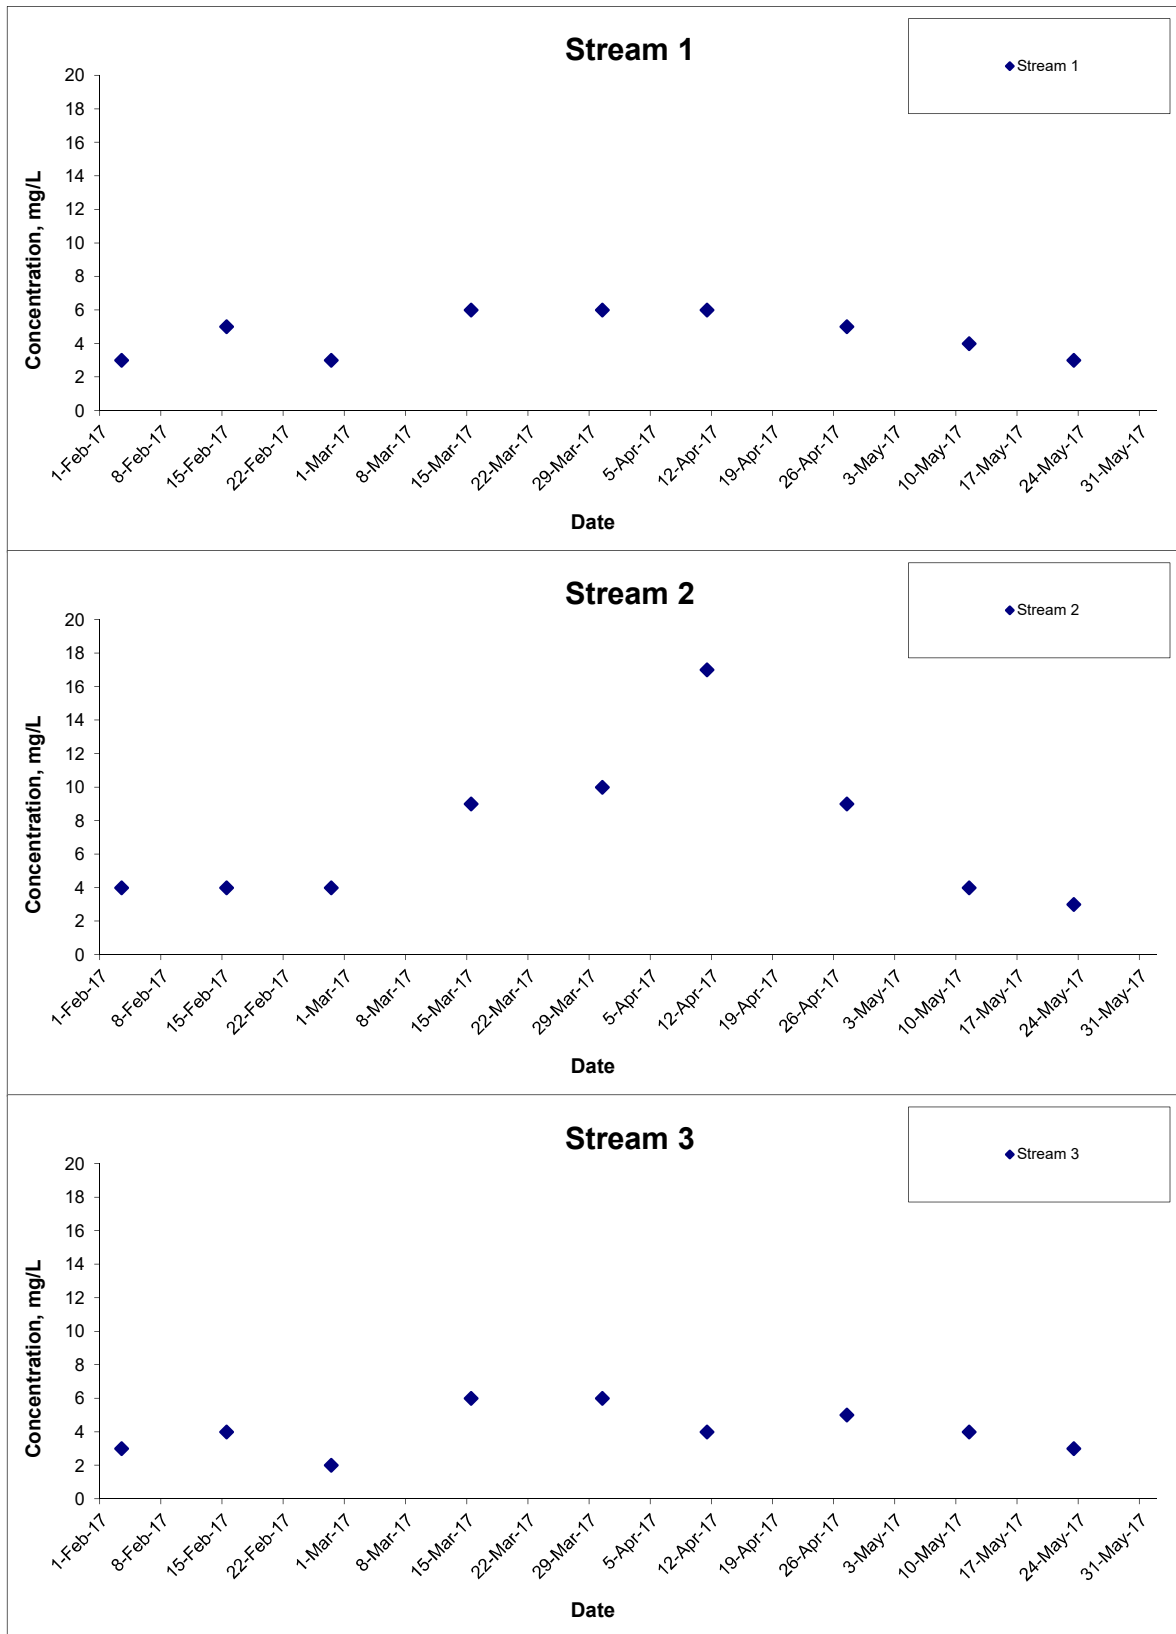 Stream 1
Stream 1
Concentration, mg/L
20
18
16
14
12
10
8
6
4
2
0
1-Feb-17
8-Feb-17
15-Feb-17
22-Feb-17
1-Mar-17
8-Mar-17
15-Mar-17
22-Mar-17
29-Mar-17
5-Apr-17
12-Apr-17
19-Apr-17
26-Apr-17
3-May-17
10-May-17
17-May-17
24-May-17
31-May-17
Date
Stream 2
Stream 2
Concentration, mg/L
20
18
16
14
12
10
8
6
4
2
0
1-Feb-17
8-Feb-17
15-Feb-17
22-Feb-17
1-Mar-17
8-Mar-17
15-Mar-17
22-Mar-17
29-Mar-17
5-Apr-17
12-Apr-17
19-Apr-17
26-Apr-17
3-May-17
10-May-17
17-May-17
24-May-17
31-May-17
Date
Stream 3
Stream 3
Concentration, mg/L
20
18
16
14
12
10
8
6
4
2
0
1-Feb-17
8-Feb-17
15-Feb-17
22-Feb-17
1-Mar-17
8-Mar-17
15-Mar-17
22-Mar-17
29-Mar-17
5-Apr-17
12-Apr-17
19-Apr-17
26-Apr-17
3-May-17
10-May-17
17-May-17
24-May-17
31-May-17
Date